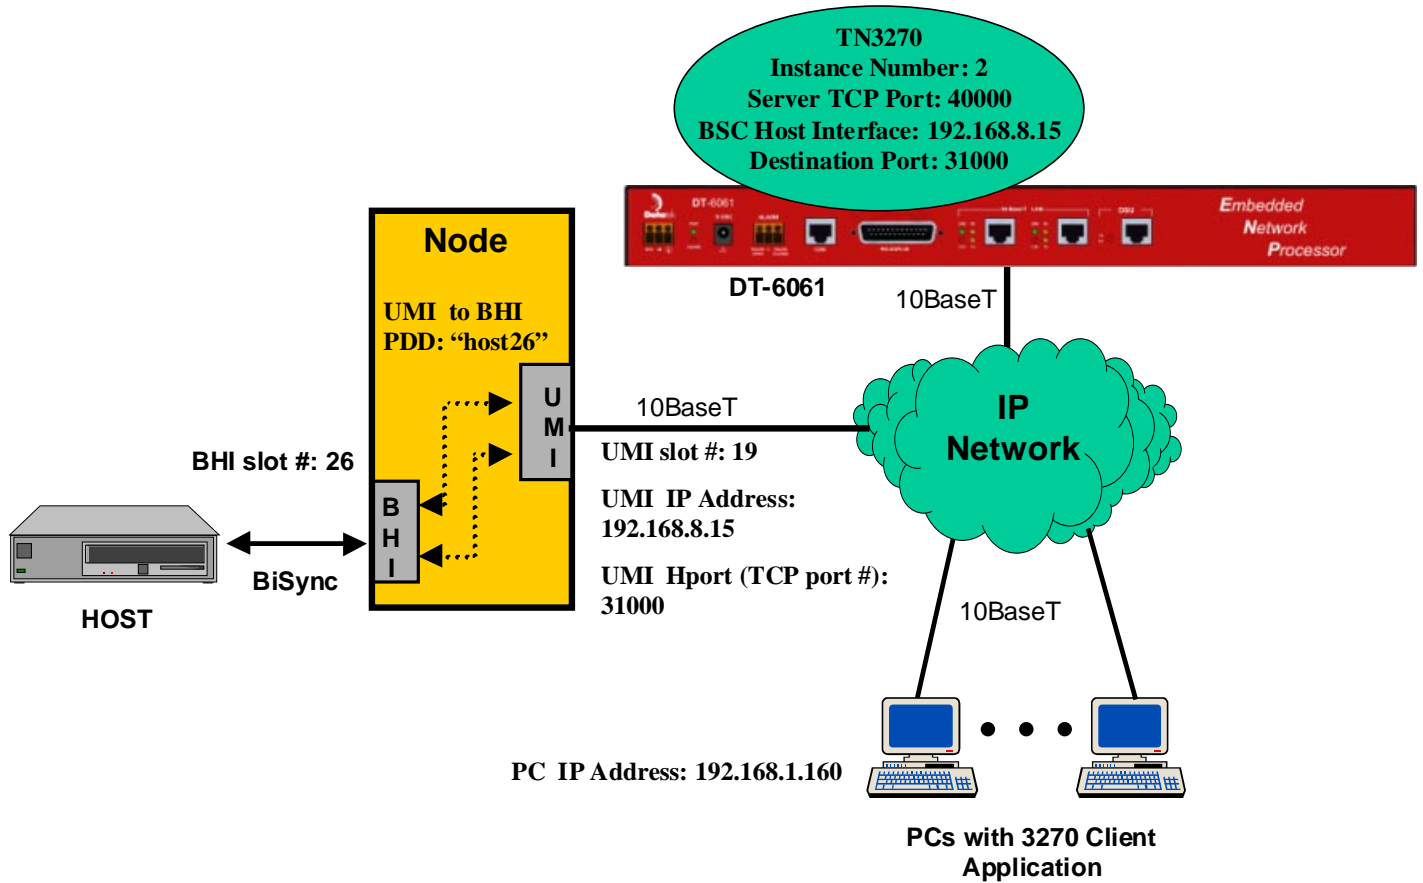 TN3270
Instance Number: 2
Server TCP Port: 40000
BSC Host Interface: 192.168.8.15
Destination Port: 31000
DT-6061
Embedded
Network
Processor
DT-6061
10BaseT
Node
UMI to BHI
PDD: “host26”
U
M
I
10BaseT
IP
Network
UMI slot #: 19
BHI slot #: 26
UMI IP Address:
192.168.8.15
B
H
I
BiSync
HOST
UMI Hport (TCP port #):
31000
10BaseT
PC IP Address: 192.168.1.160
PCs with 3270 Client
Application